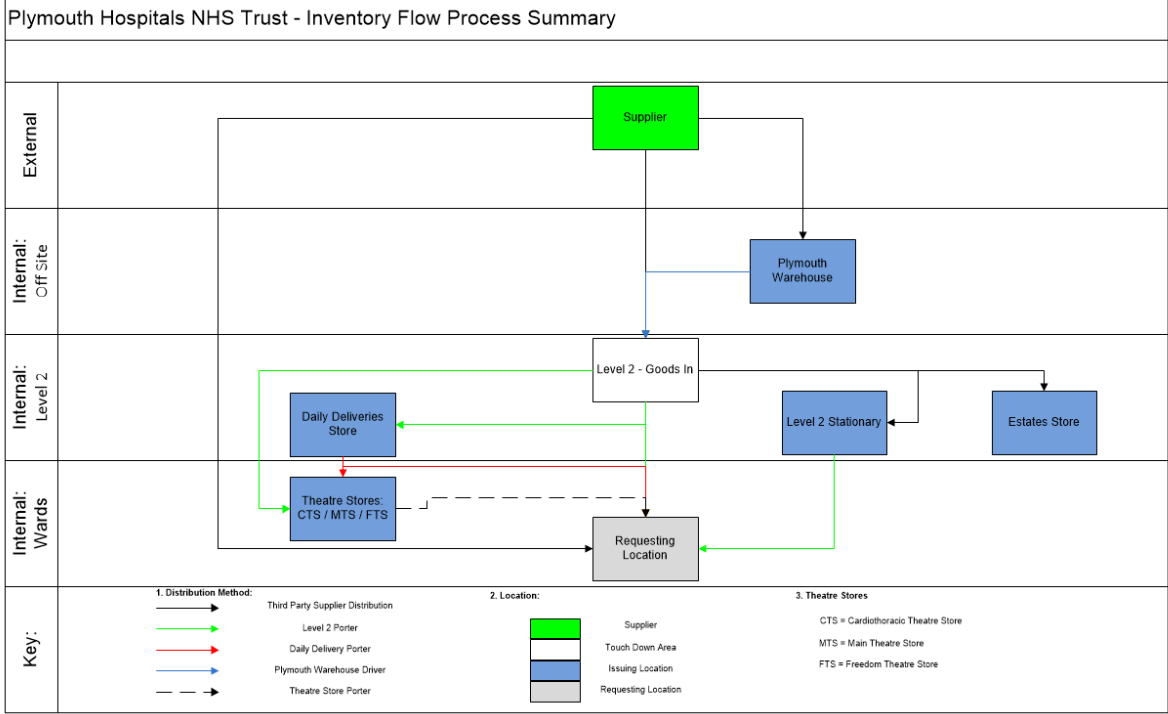 Plymouth Hospitals NHS Trust - Inventory Flow Process Summary
External
Supplier
Internal:
Off Site
Plymouth
Warehouse
Internal:
Level 2
Level 2 - Goods In
Daily Deliveries
Store
Level 2 Stationary
Estates Store
Internal:
Wards
Theatre Stores:
CTS / MTS / FTS
Requesting
Location
Key:
1. Distribution Method:
Third Party Supplier Distribution
Level 2 Porter
Daily Delivery Porter
Plymouth Warehouse Driver
Theatre Store Porter
2. Location:
Supplier
Touch Down Area
Issuing Location
Requesting Location
3. Theatre Stores
CTS = Cardiothoracic Theatre Store
MTS = Main Theatre Store
FTS = Freedom Theatre Store